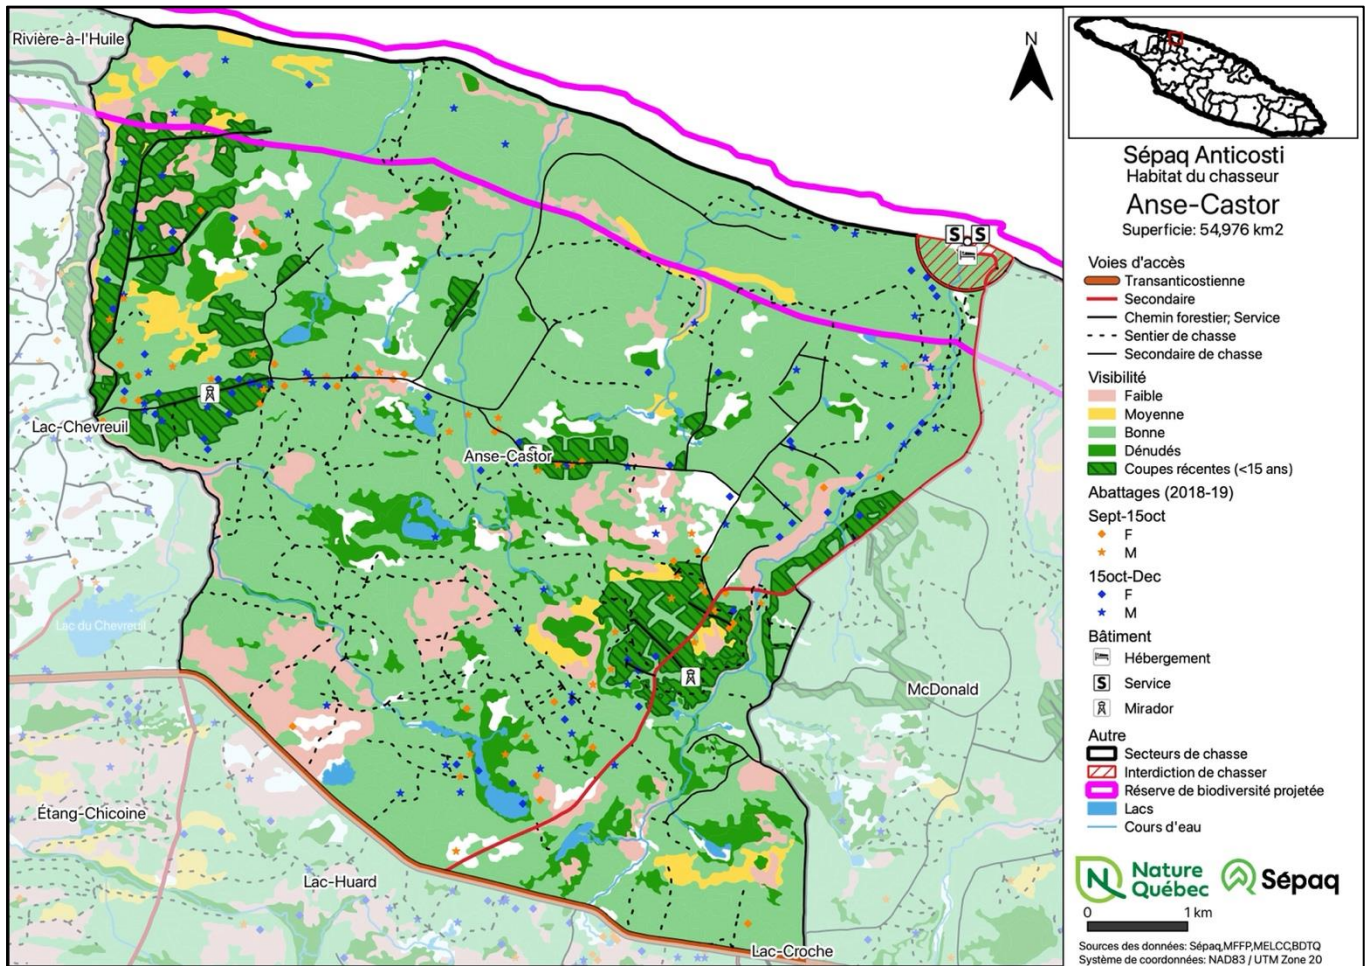 Rivière-à-l'Huile
N
S S
Lac-Chevreuil
Anse-Castor
Lac du Chevreuil
McDonald
Étang-Chicoine
Lac-Huard
Lac-Croche
Sépaq Anticosti
Habitat du chasseur
Anse-Castor
Superficie: 54,976 km2
Voies d'accès
Transanticostienne
Secondaire
Chemin forestier; Service
Sentier de chasse
Secondaire de chasse
Visibilité
Faible
Moyenne
Bonne
Dénudés
Coupes récentes (<15 ans)
Abattages (2018-19)
Sept-15oct
F
M
15oct-Dec
F
M
Bâtiment
Hébergement
S Service
Mirador
Autre
Secteurs de chasse
Interdiction de chasser
Réserve de biodiversité projetée
Lacs
Cours d'eau
N Nature Québec Sépaq
0 1 km
Sources des données: Sépaq,MFFP,MELCC,BDTQ
Système de coordonnées: NAD83 / UTM Zone 20